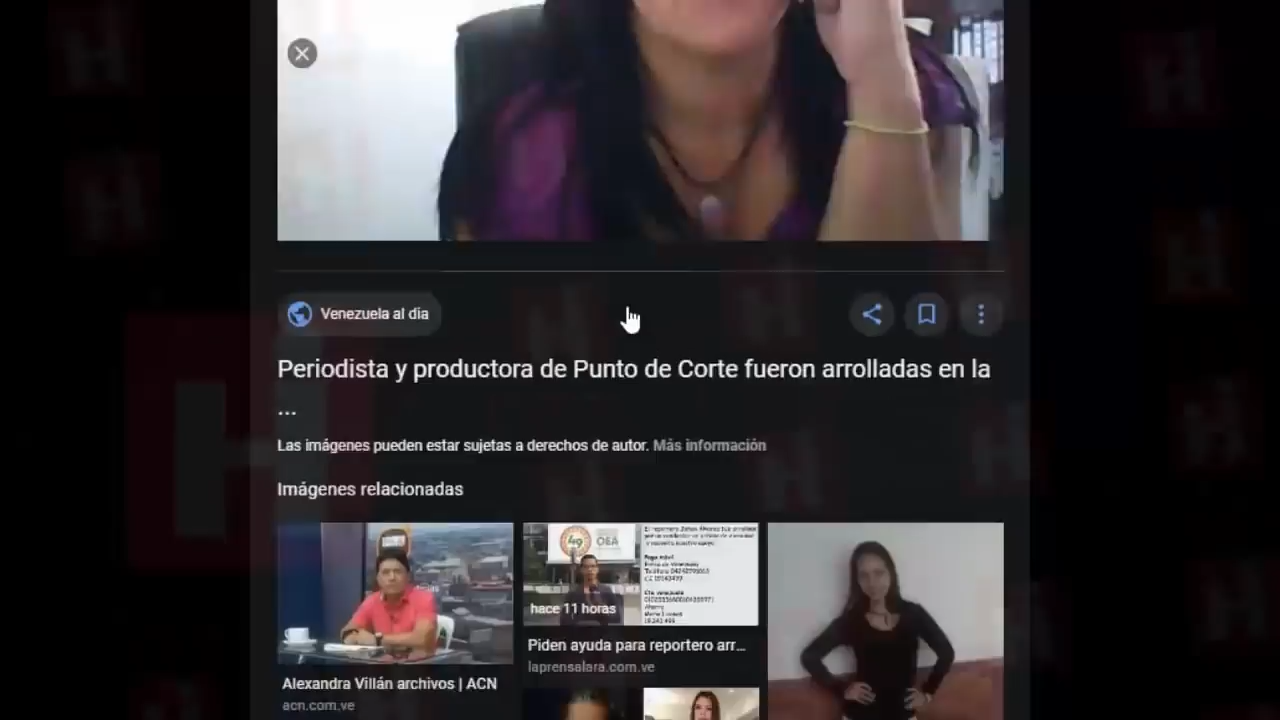 Venezuela al día
Periodista y productora de Punto de Corte fueron arrolladas en la
...
Las imágenes pueden estar sujetas a derechos de autor. Más información
Imágenes relacionadas
OEA
hace 11 horas
Alexandra Villán archivos | ACN
acn.com.ve
Piden ayuda para reportero arr...
laprensalara.com.ve